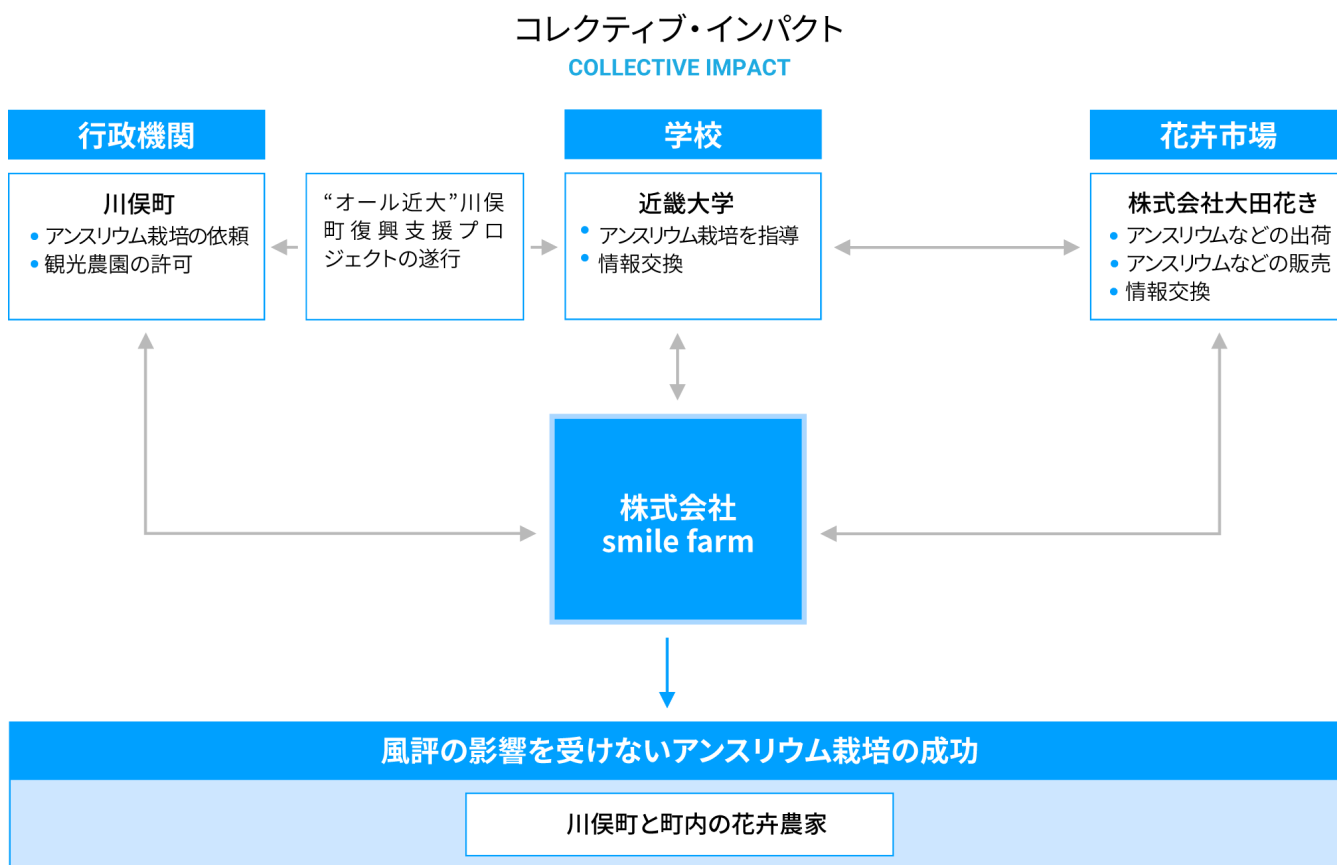 コレクティブ・インパクト
COLLECTIVE IMPACT
行政機関
川俣町
• アンスリウム栽培の依頼
• 観光農園の許可
“オール近大”川俣
町復興支援プロ
ジェクトの遂行
学校
近畿大学
• アンスリウム栽培を指導
• 情報交換
花卉市場
株式会社大田花き
• アンスリウムなどの出荷
• アンスリウムなどの販売
• 情報交換
株式会社
smile farm
風評の影響を受けないアンスリウム栽培の成功
川俣町と町内の花卉農家